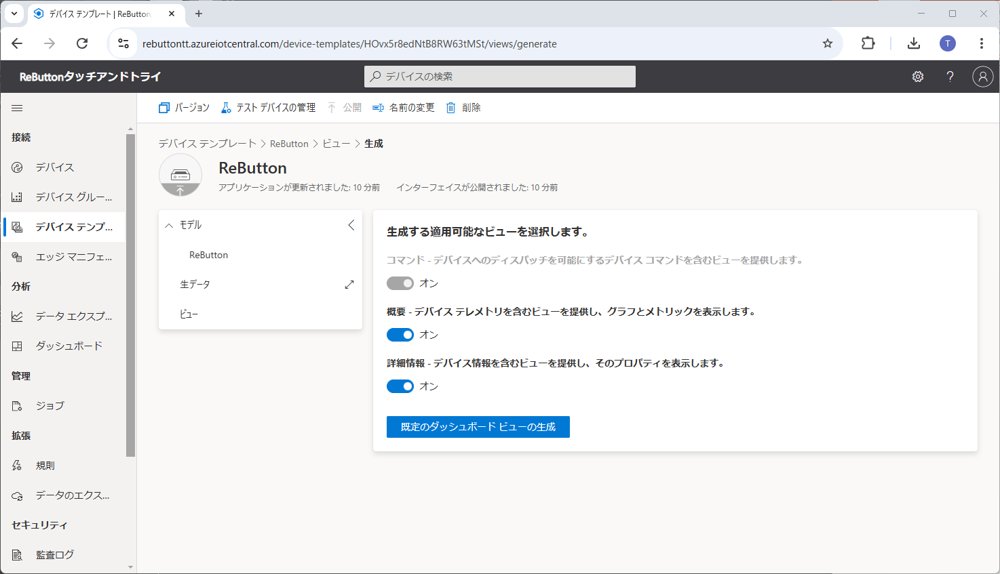 デバイス テンプレート | ReButton
rebuttontt.azureiotcentral.com/device-templates/HOvx5r8edNtB8RW63tMSt/views/generate
T
ReButtonタッチアンドトライ
デバイスの検索
バージョン
テスト デバイスの管理
公開
名前の変更
削除
接続
デバイス
デバイス グルー...
デバイス テンプ...
エッジ マニフェ...
分析
データ エクスプ...
ダッシュボード
管理
ジョブ
拡張
規則
データのエクス...
セキュリティ
監査ログ
デバイス テンプレート > ReButton > ビュー > 生成
ReButton
アプリケーションが更新されました: 10 分前 インターフェイスが公開されました: 10 分前
モデル
ReButton
生データ
ビュー
生成する適用可能なビューを選択します。
コマンド - デバイスへのディスパッチを可能にするデバイス コマンドを含むビューを提供します。
オン
概要 - デバイス テレメトリを含むビューを提供し、グラフとメトリックを表示します。
オン
詳細情報 - デバイス情報を含むビューを提供し、そのプロパティを表示します。
オン
既定のダッシュボード ビューの生成